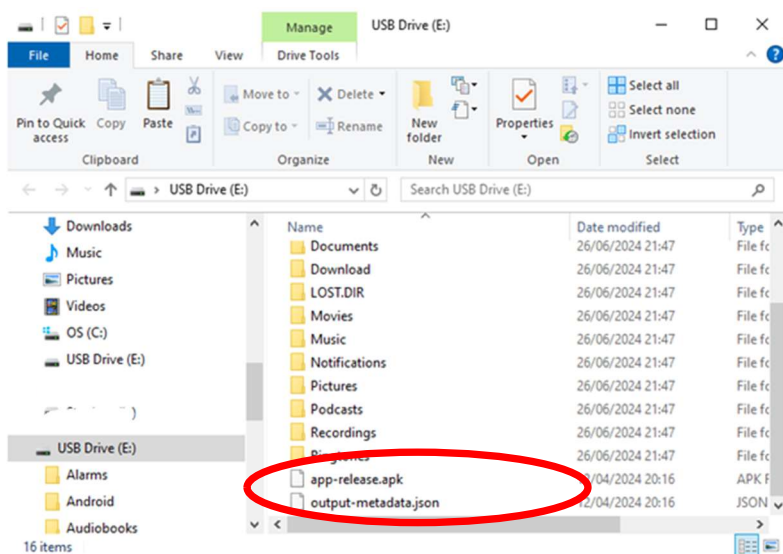 Manage USB Drive (E:)
File Home Share View Drive Tools
Pin to Quick access
Copy
Paste
Move to
Copy to
Delete
Rename
New folder
Properties
Select all
Select none
Invert selection
Clipboard Organize New Open Select
USB Drive (E:)
Search USB Drive (E:)
Downloads
Music
Pictures
Videos
OS (C:)
USB Drive (E:)
USB Drive (E:)
Alarms
Android
Audiobooks
Name Date modified Type
Documents 26/06/2024 21:47 File fo
Download 26/06/2024 21:47 File fo
LOST.DIR 26/06/2024 21:47 File fo
Movies 26/06/2024 21:47 File fo
Music 26/06/2024 21:47 File fo
Notifications 26/06/2024 21:47 File fo
Pictures 26/06/2024 21:47 File fo
Podcasts 26/06/2024 21:47 File fo
Recordings 26/06/2024 21:47 File fo
26/06/2024 21:47 File fo
app-release.apk 20:16 APK F
output-metadata.json 20:16 JSON
16 items